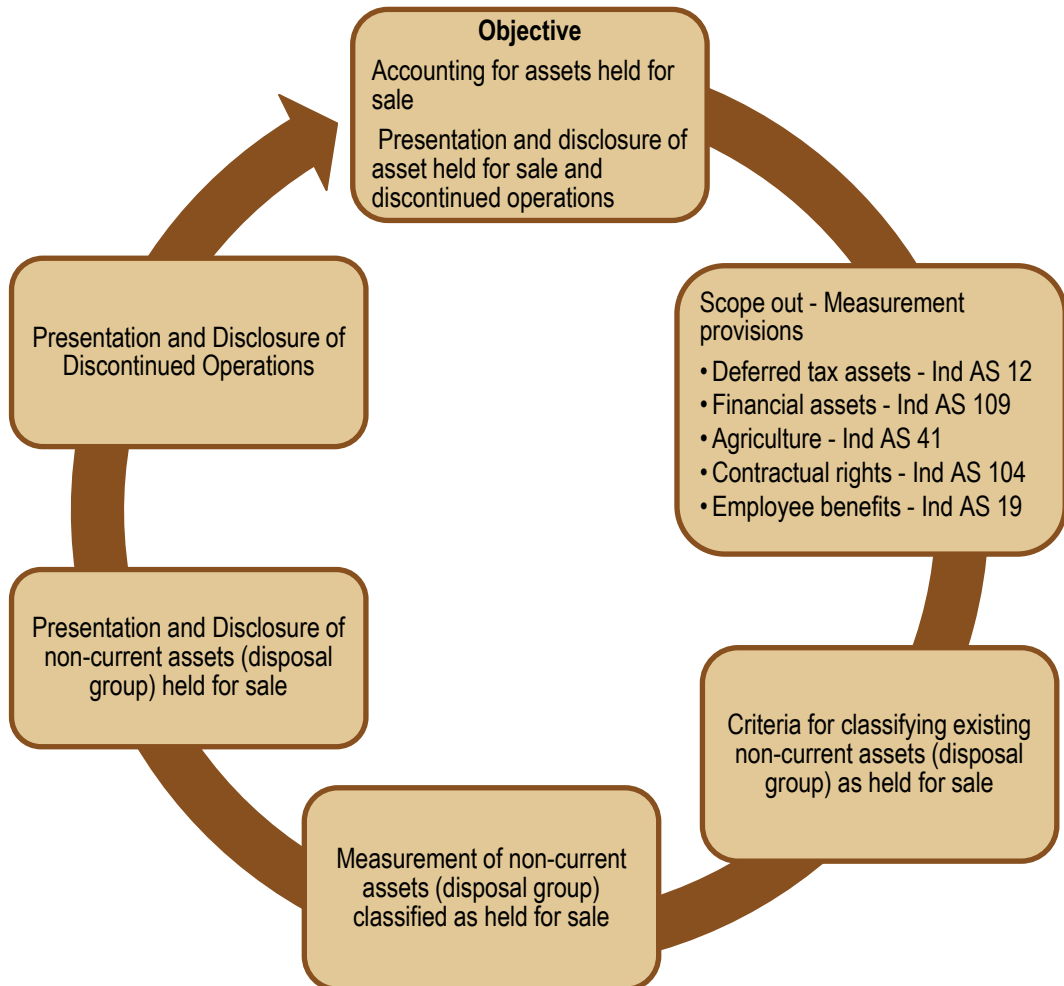 Objective
Accounting for assets held for
sale
Presentation and disclosure of
asset held for sale and
discontinued operations
Scope out - Measurement
provisions
• Deferred tax assets - Ind AS 12
• Financial assets - Ind AS 109
• Agriculture - Ind AS 41
• Contractual rights - Ind AS 104
• Employee benefits - Ind AS 19
Criteria for classifying existing
non-current assets (disposal
group) as held for sale
Measurement of non-current
assets (disposal group)
classified as held for sale
Presentation and Disclosure of
non-current assets (disposal
group) held for sale
Presentation and Disclosure of
Discontinued Operations